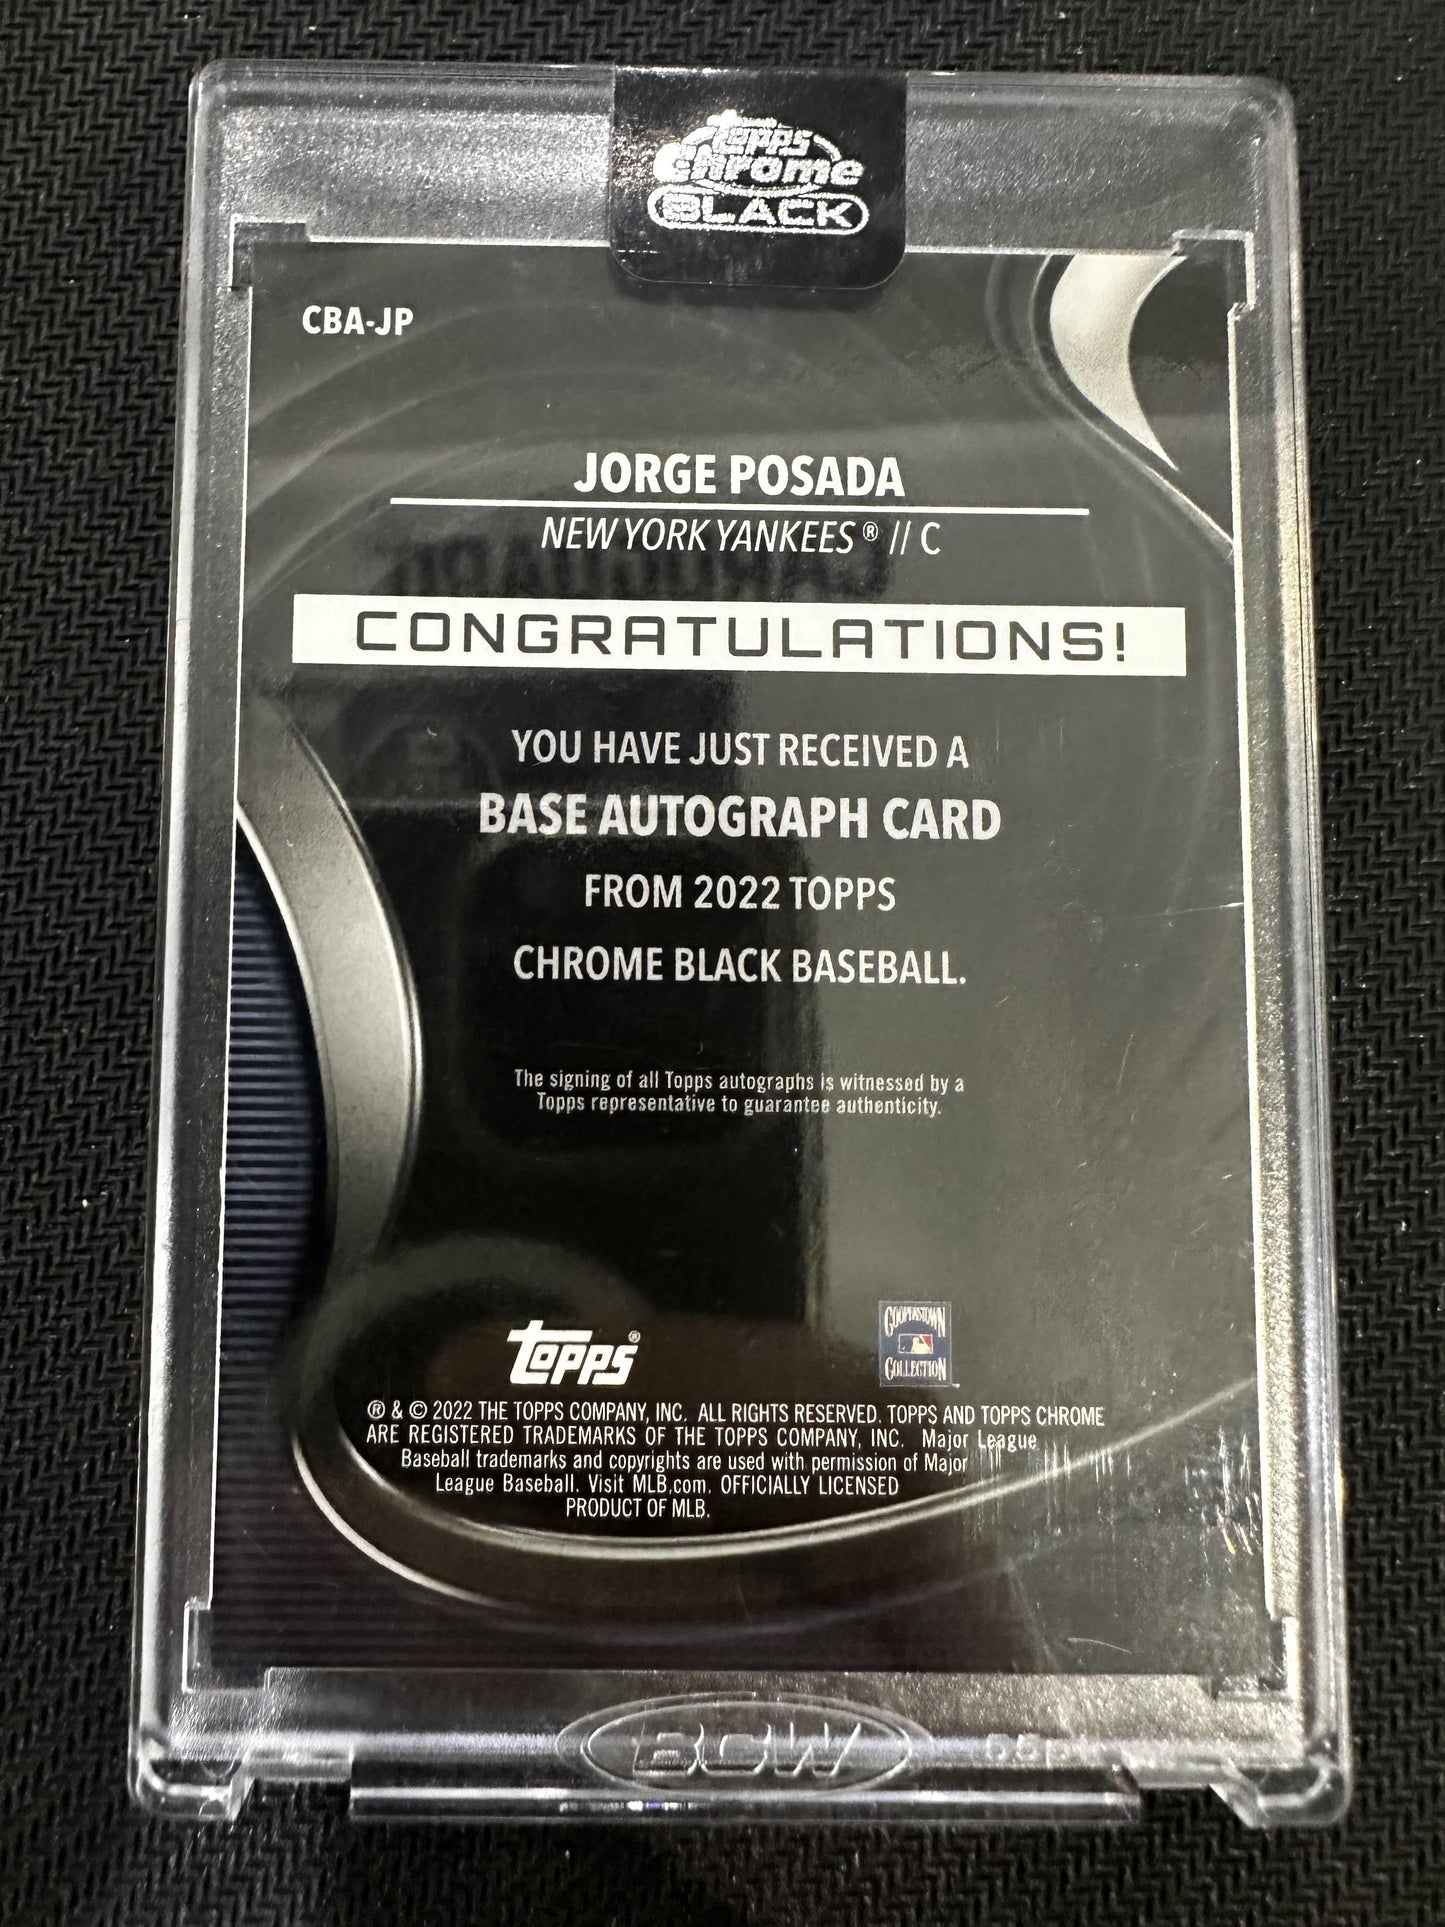 Topps
Chrome
BLACK
CBA-JP
JORGE POSADA
NEW YORK YANKEES® // C
CONGRATULATIONS!
YOU HAVE JUST RECEIVED A
BASE AUTOGRAPH CARD
FROM 2022 TOPPS
CHROME BLACK BASEBALL.
The signing of all Topps autographs is witnessed by a
Topps representative to guarantee authenticity.
Topps®
COOPERSTOWN
COLLECTION
® & © 2022 THE TOPPS COMPANY, INC. ALL RIGHTS RESERVED. TOPPS AND TOPPS CHROME
ARE REGISTERED TRADEMARKS OF THE TOPPS COMPANY, INC. Major League
Baseball trademarks and copyrights are used with permission of Major
League Baseball. Visit MLB.com. OFFICIALLY LICENSED
PRODUCT OF MLB.
BCW